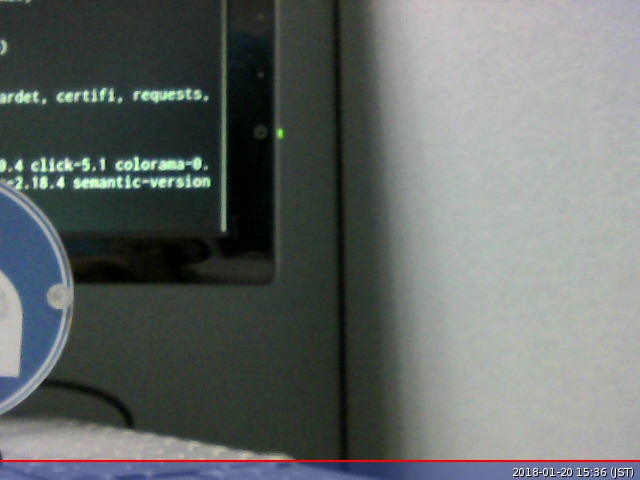 )
ardet, certifi, requests,
0.4 click-5.1 colorama-0.
-2.18.4 semantic-version
2018-01-20 15:36 (JST)